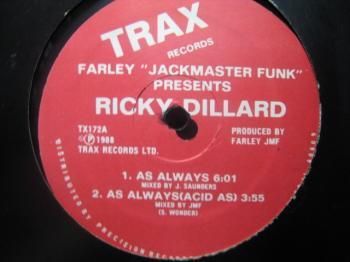 TRAX
RECORDS
FARLEY "JACKMASTER FUNK"
PRESENTS
RICKY DILLARD
TX172A
©℗1988
TRAX RECORDS LTD.
PRODUCED BY
FARLEY JMF
1. AS ALWAYS 6:01
MIXED BY J. SAUNDERS
2. AS ALWAYS(ACID AS) 3:55
MIXED BY JMF
(S. WONDER)
DISTRIBUTED BY PRECIZION RECORDS